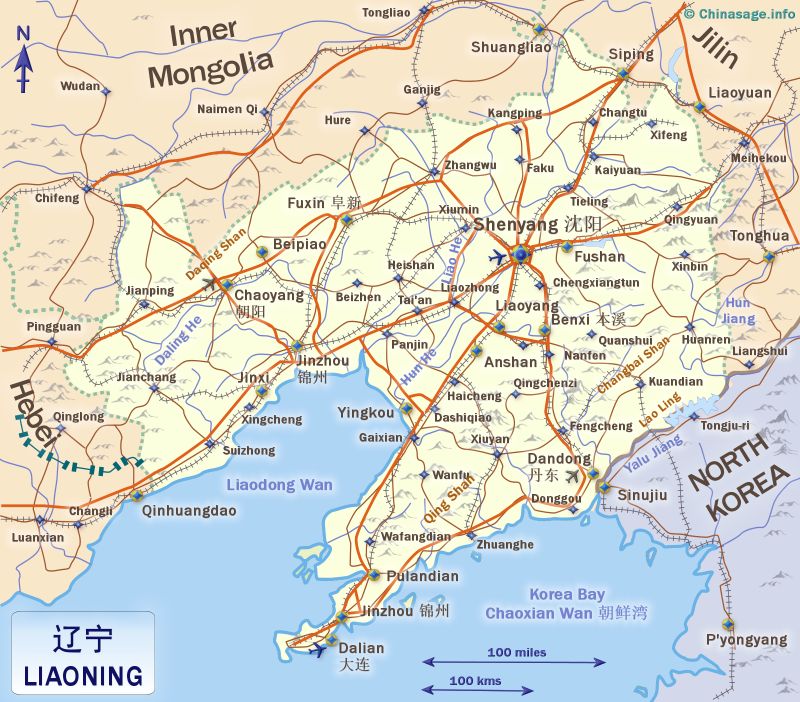 © Chinasage.info
Tongliao
Inner
Mongolia
Jilin
Shuangliao
Siping
N
Wudan
Ganjig
Liaoyuan
Naimen Qi
Hure
Kangping
Changtu
Xifeng
Meihekou
Zhangwu
Faku
Kaiyuan
Chifeng
Tieling
Fuxin 阜新
Xiumin
Shenyang 沈阳
Qingyuan
Tonghua
Daqing Shan
Beipiao
Liao He
Fushan
Xinbin
Heishan
Chengxiangtun
Jianping
Chaoyang
朝阳
Beizhen
Tai'an
Liaozhong
Liaoyang
Benxi 本溪
Hun
Jiang
Pingguan
Daling He
Jinzhou
锦州
Panjin
Hun He
Anshan
Quanshui
Nanfen
Huanren
Liangshui
Changbai Shan
Jianchang
Jinxi
Haicheng
Qingchenzi
Kuandian
Lao Ling
Hebei
Qinglong
Xingcheng
Yingkou
Dashiqiao
Tongju-ri
Suizhong
Gaixian
Xiuyan
Fengcheng
Yalu Jiang
NORTH
KOREA
Liaodong Wan
Wanfu
Qing Shan
Dandong
丹东
Sinujiu
Donggou
Qinhuangdao
Changli
Luanxian
Wafangdian
Zhuanghe
Pulandian
Korea Bay
Chaoxian Wan 朝鲜湾
Jinzhou 锦州
P'yongyang
Dalian
大连
辽宁
LIAONING
100 miles
100 kms